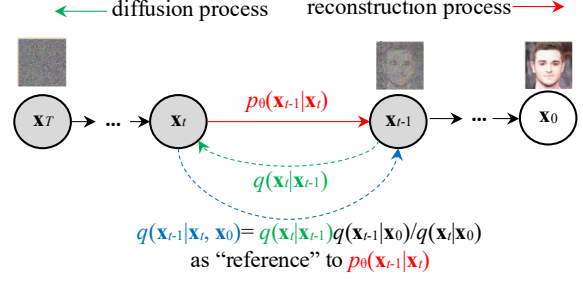 diffusion process reconstruction process
pθ(xt-1|xt)
xT ... xt xt-1 ... x0
q(xt|xt-1)
q(xt-1|xt, x0)= q(xt|xt-1)q(xt-1|x0)/q(xt|x0)
as “reference” to pθ(xt-1|xt)